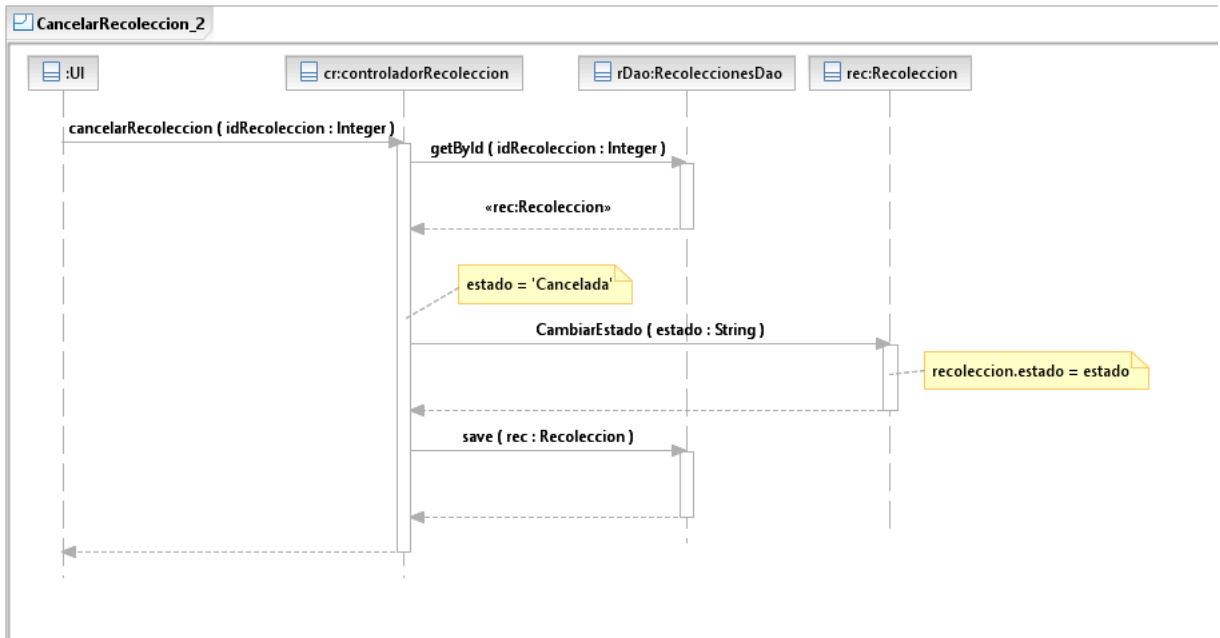 CancelarRecoleccion_2
:UI
cr:controladorRecoleccion
rDao:RecoleccionesDao
rec:Recoleccion
cancelarRecoleccion ( idRecoleccion : Integer )
getById ( idRecoleccion : Integer )
«rec:Recoleccion»
estado = 'Cancelada'
CambiarEstado ( estado : String )
recoleccion.estado = estado
save ( rec : Recoleccion )